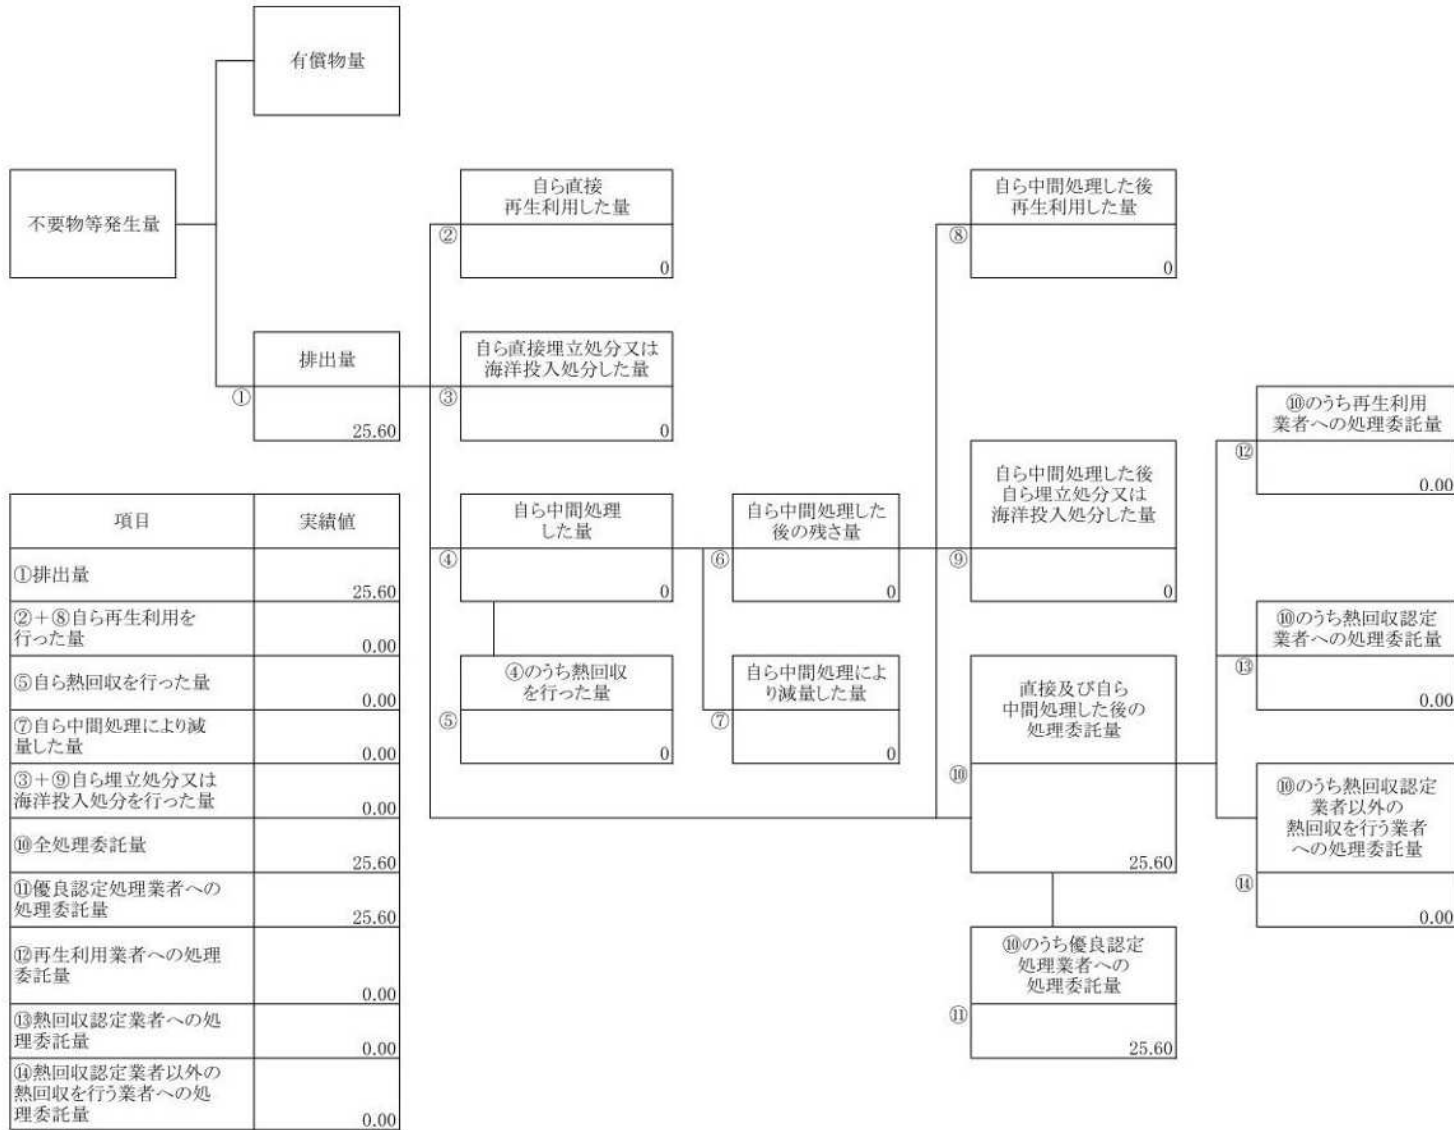 有償物量
不要物等発生量
自ら直接
再生利用した量
②
0
自ら中間処理した後
再生利用した量
⑧
0
排出量
①
25.60
自ら直接埋立処分又は
海洋投入処分した量
③
0
⑩のうち再生利用
業者への処理委託量
⑫
0.00
自ら中間処理
した量
④
0
自ら中間処理した
後の残さ量
⑥
0
自ら中間処理した後
自ら埋立処分又は
海洋投入処分した量
⑨
0
⑩のうち熱回収認定
業者への処理委託量
⑬
0.00
④のうち熱回収
を行った量
⑤
0
自ら中間処理によ
り減量した量
⑦
0
直接及び自ら
中間処理した後の
処理委託量
⑩
25.60
⑩のうち熱回収認定
業者以外の
熱回収を行う業者
への処理委託量
⑭
0.00
⑩のうち優良認定
処理業者への
処理委託量
⑪
25.60
項目 実績値
①排出量
25.60
②+⑧自ら再生利用を
行った量
0.00
⑤自ら熱回収を行った量
0.00
⑦自ら中間処理により減
量した量
0.00
③+⑨自ら埋立処分又は
海洋投入処分を行った量
0.00
⑩全処理委託量
25.60
⑪優良認定処理業者への
処理委託量
25.60
⑫再生利用業者への処理
委託量
0.00
⑬熱回収認定業者への処
理委託量
0.00
⑭熱回収認定業者以外の
熱回収を行う業者への処
理委託量
0.00